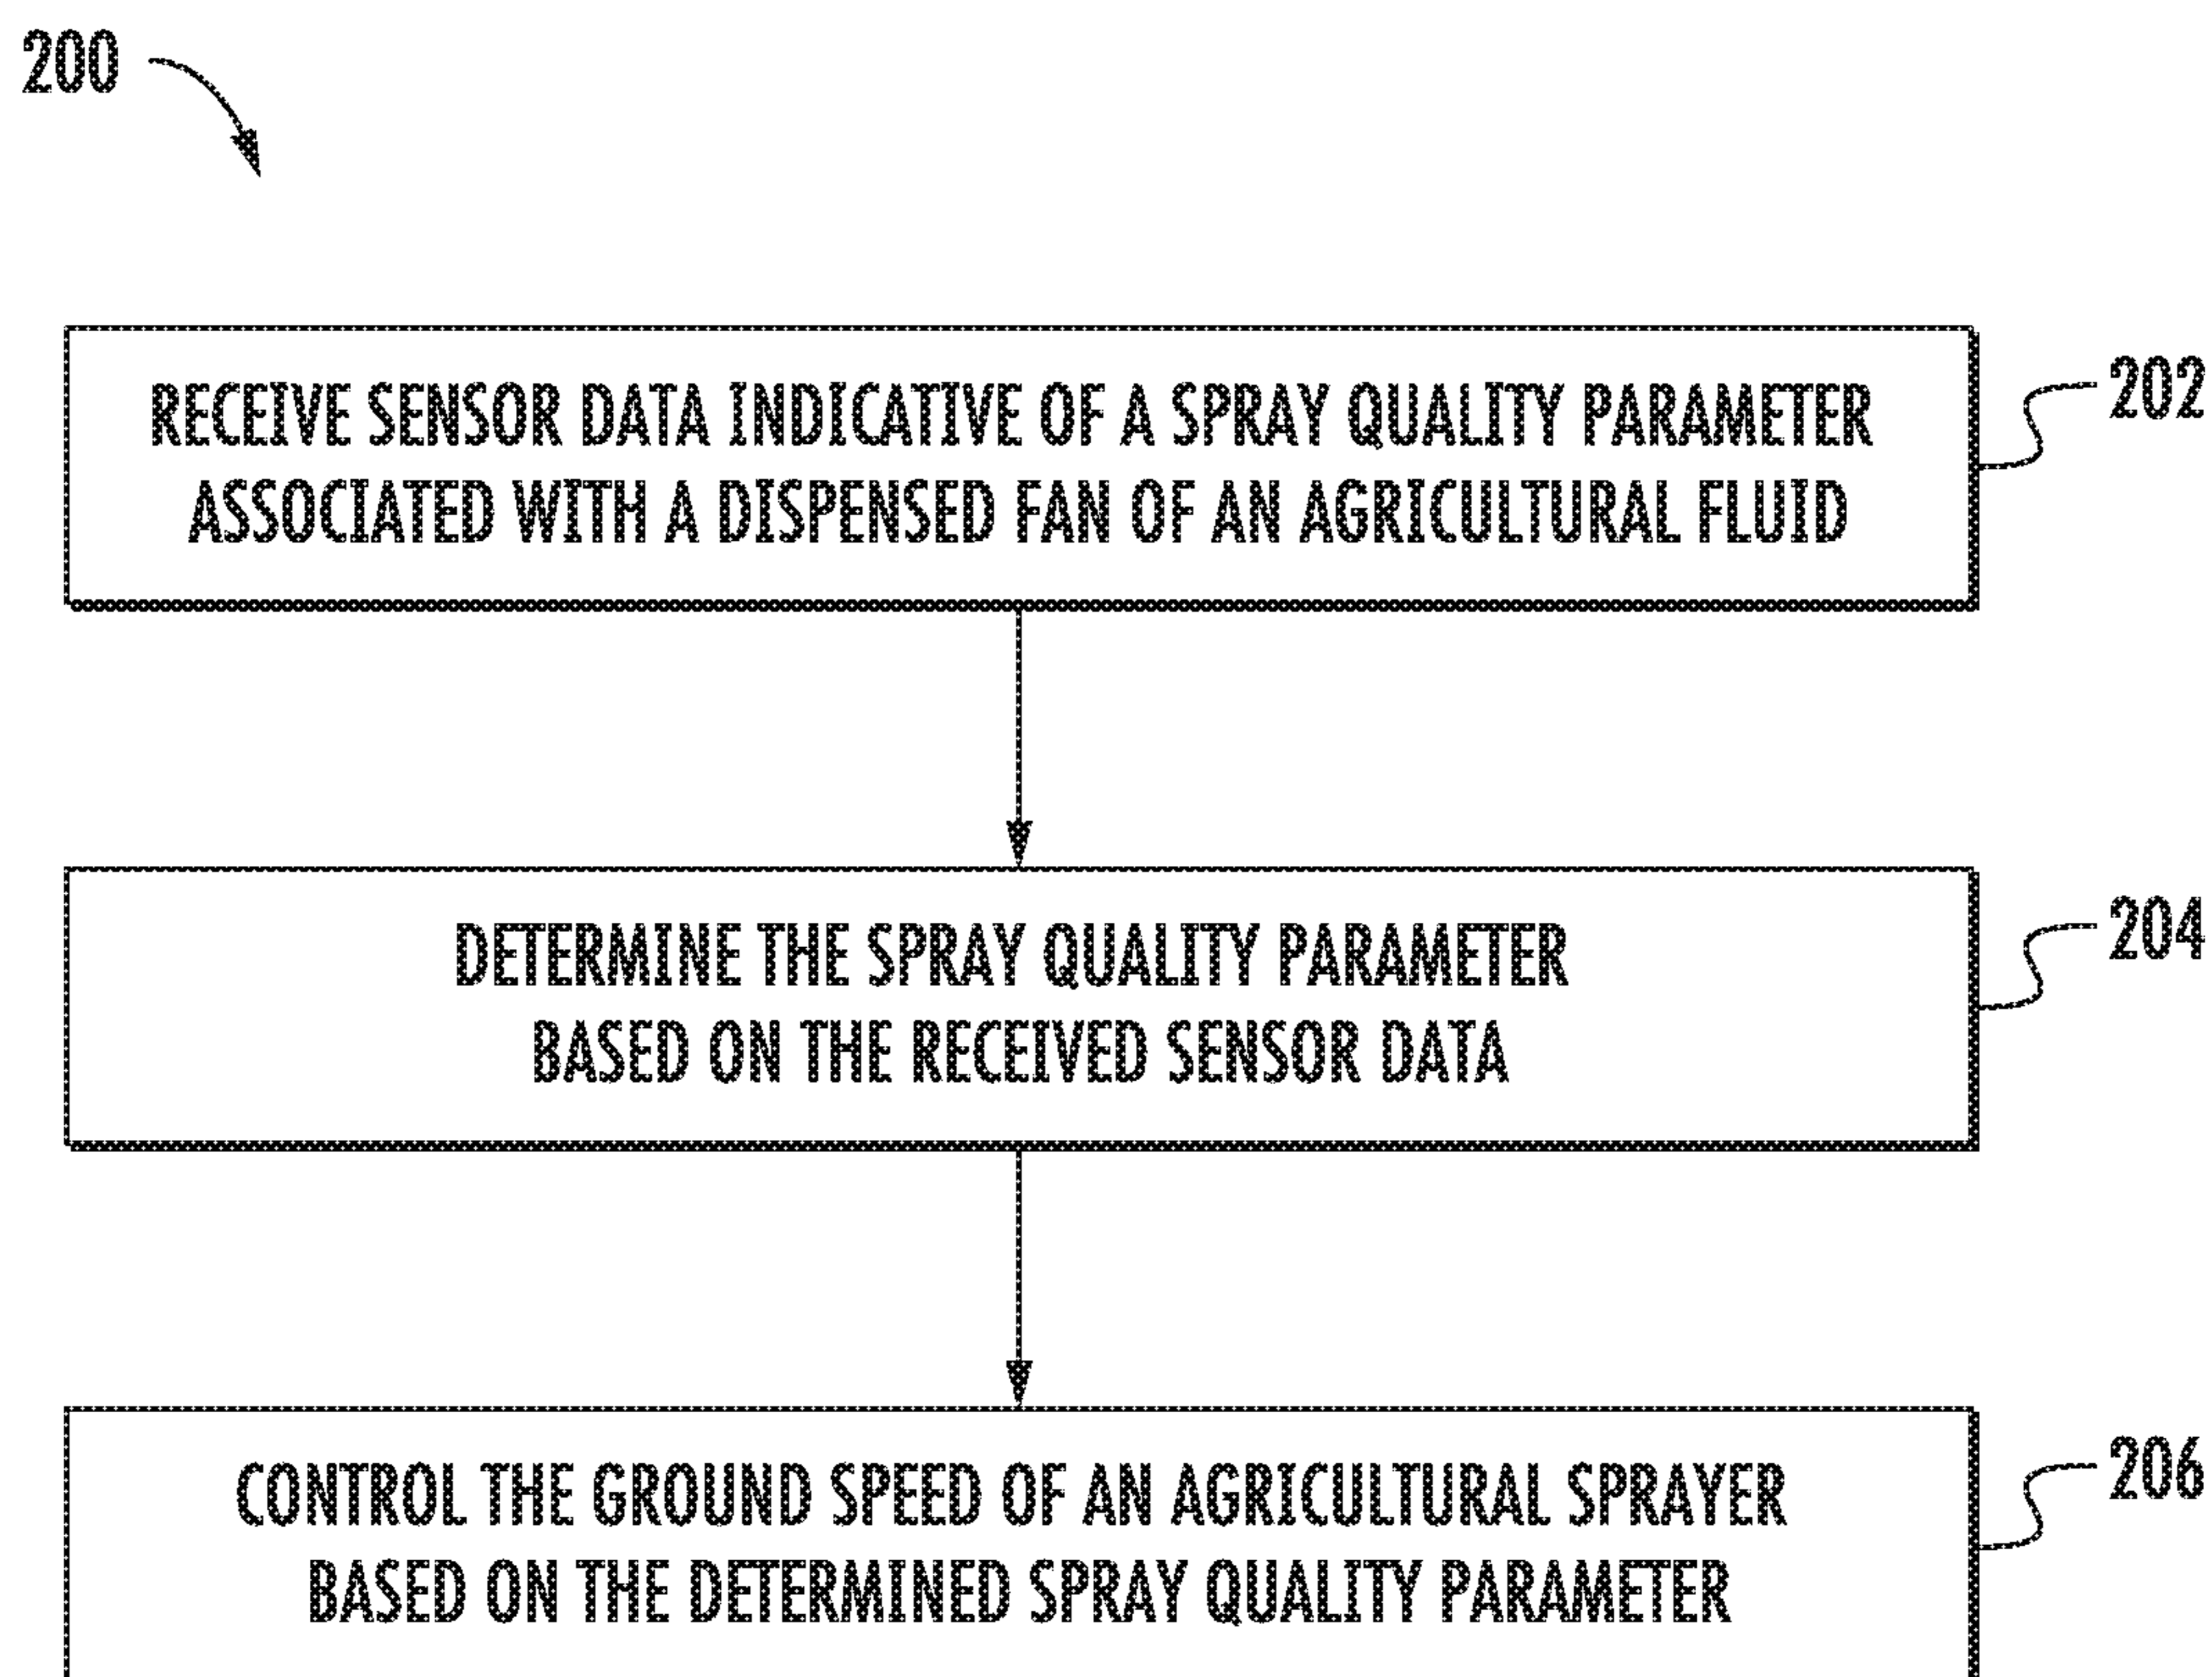 200
RECEIVE SENSOR DATA INDICATIVE OF A SPRAY QUALITY PARAMETER
ASSOCIATED WITH A DISPENSED FAN OF AN AGRICULTURAL FLUID
202
DETERMINE THE SPRAY QUALITY PARAMETER
BASED ON THE RECEIVED SENSOR DATA
204
CONTROL THE GROUND SPEED OF AN AGRICULTURAL SPRAYER
BASED ON THE DETERMINED SPRAY QUALITY PARAMETER
206